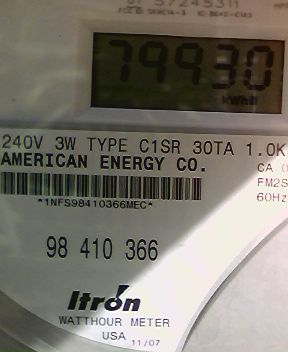 57245311
79930
kWh
240V 3W TYPE C1SR 30TA 1.0K
AMERICAN ENERGY CO.
CA
FM2S
60Hz
*1NFS98410366MEC*
98 410 366
Itron
WATTHOUR METER
USA 11/07